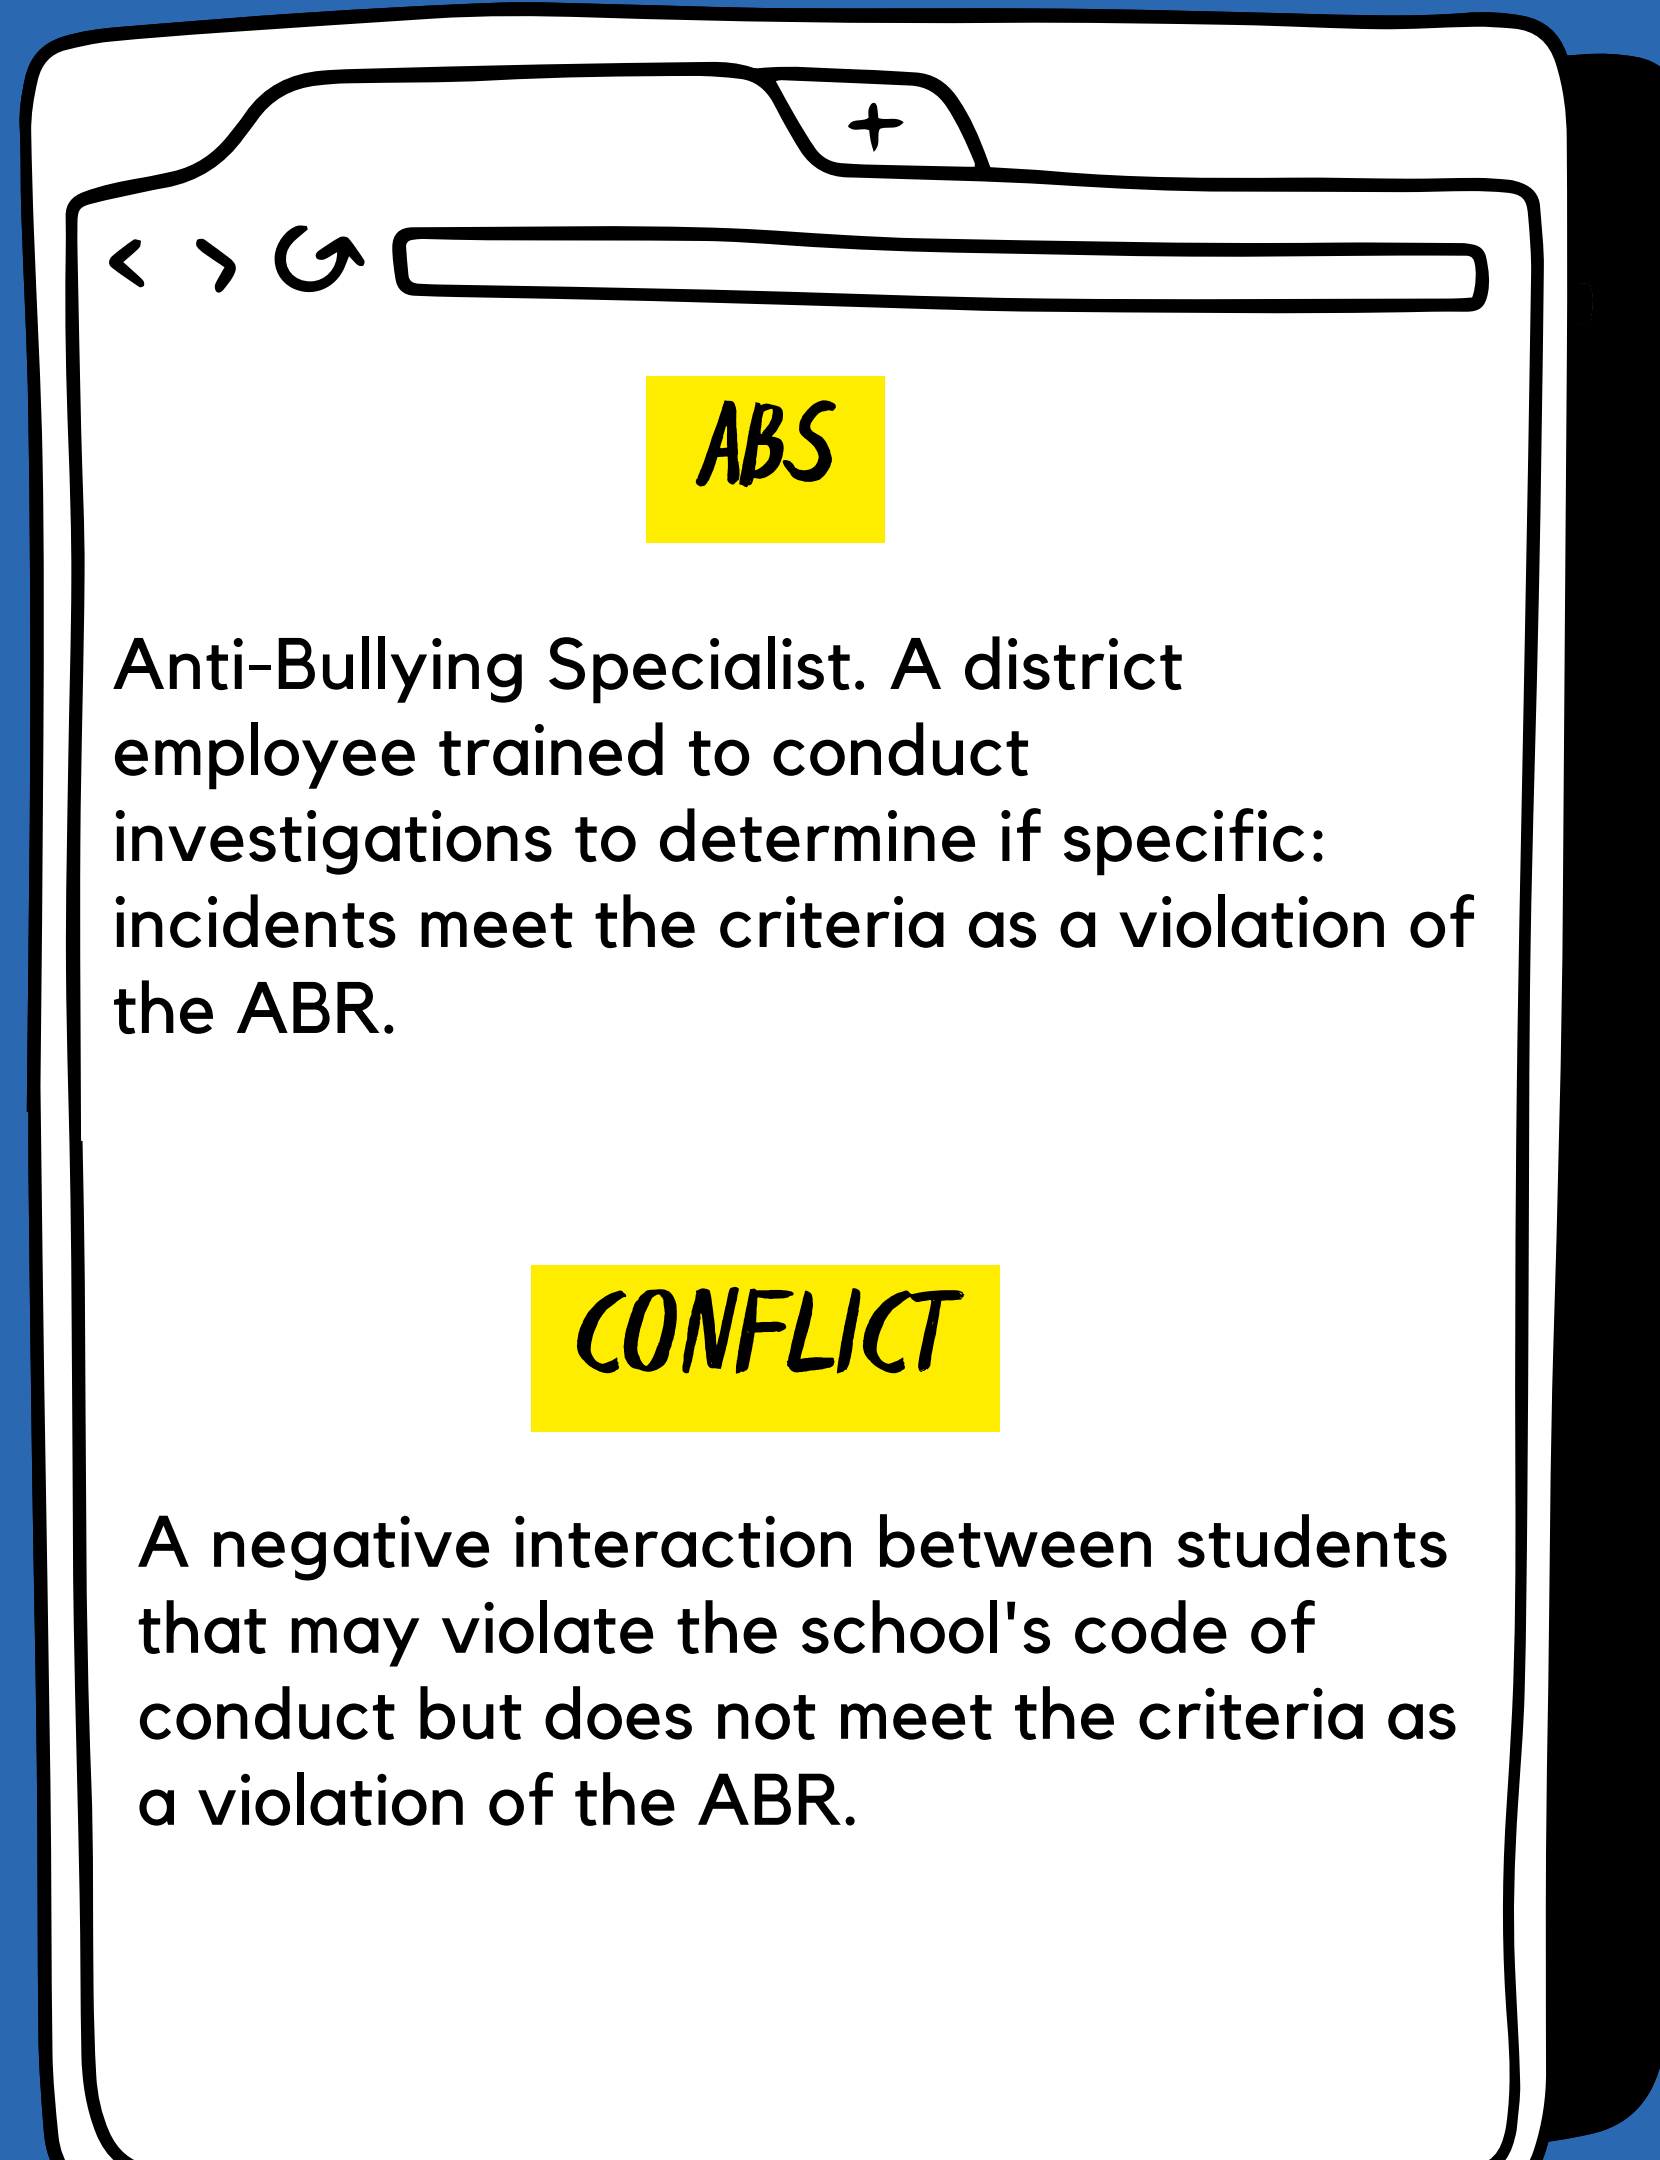 ABS
Anti-Bullying Specialist. A district
employee trained to conduct
investigations to determine if specific:
incidents meet the criteria as a violation of
the ABR.
CONFLICT
A negative interaction between students
that may violate the school's code of
conduct but does not meet the criteria as
a violation of the ABR.